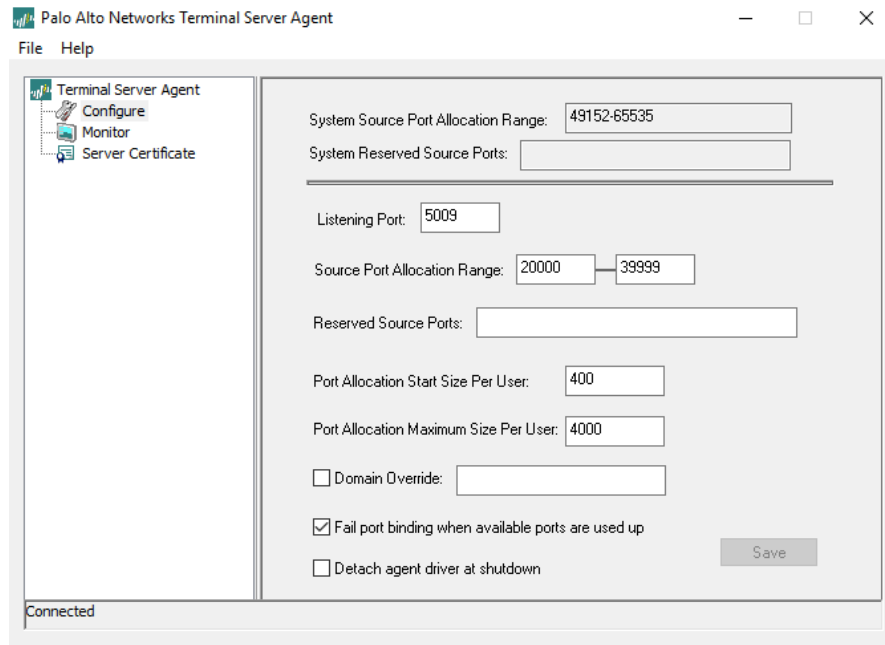 Palo Alto Networks Terminal Server Agent
File Help
Terminal Server Agent
Configure
Monitor
Server Certificate
System Source Port Allocation Range: 49152-65535
System Reserved Source Ports:
Listening Port: 5009
Source Port Allocation Range: 20000 39999
Reserved Source Ports:
Port Allocation Start Size Per User: 400
Port Allocation Maximum Size Per User: 4000
Domain Override:
Fail port binding when available ports are used up
Save
Detach agent driver at shutdown
Connected